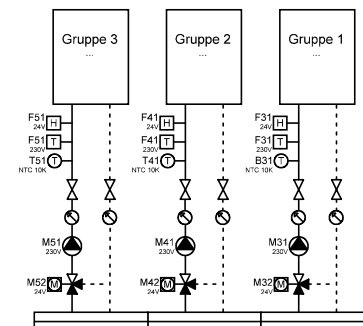 Gruppe 3
...
Gruppe 2
...
Gruppe 1
...
F51
24V
H
F41
24V
H
F31
24V
H
F51
230V
T
F41
230V
T
F31
230V
T
T51
NTC 10K
T
T41
NTC 10K
T
B31
NTC 10K
T
M51
230V
M41
230V
M31
230V
M52
24V
M
M42
24V
M
M32
24V
M